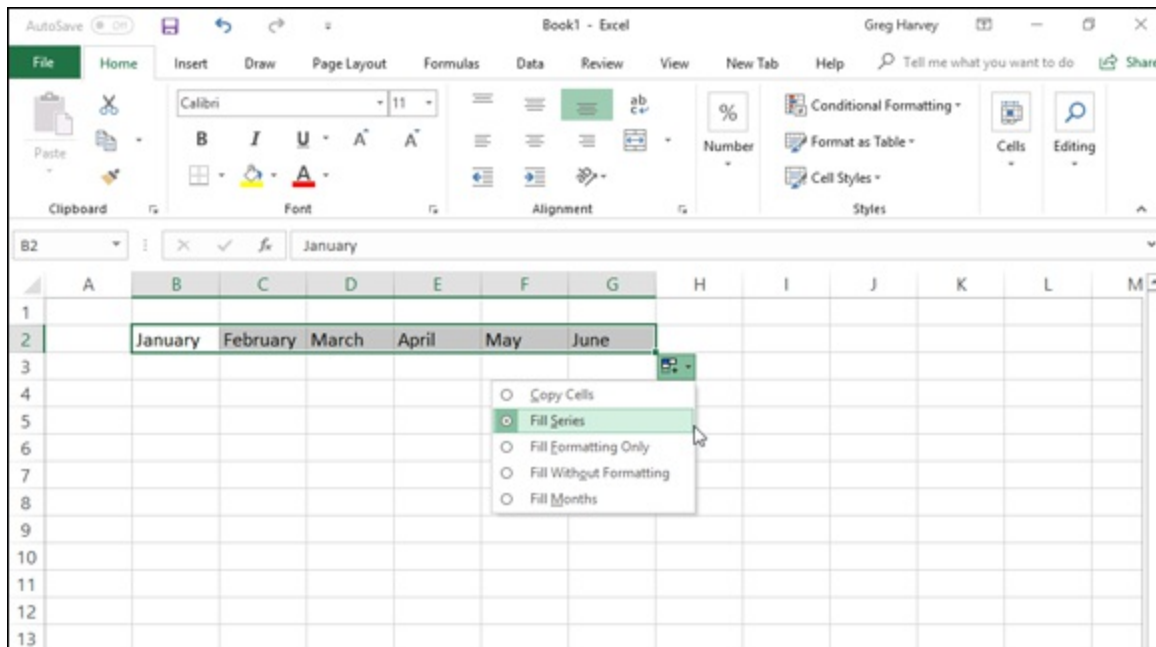 AutoSave Off Book1 - Excel Greg Harvey
File Home Insert Draw Page Layout Formulas Data Review View New Tab Help Tell me what you want to do Share
Calibri 11 ab c Conditional Formatting
B I U A A % Format as Table
Paste Number Cells Editing
A Cell Styles
Clipboard Font Alignment Styles
B2 fx January
A B C D E F G H I J K L M
1
2 January February March April May June
3
4 Copy Cells
5 Fill Series
6 Fill Formatting Only
7 Fill Without Formatting
8 Fill Months
9
10
11
12
13